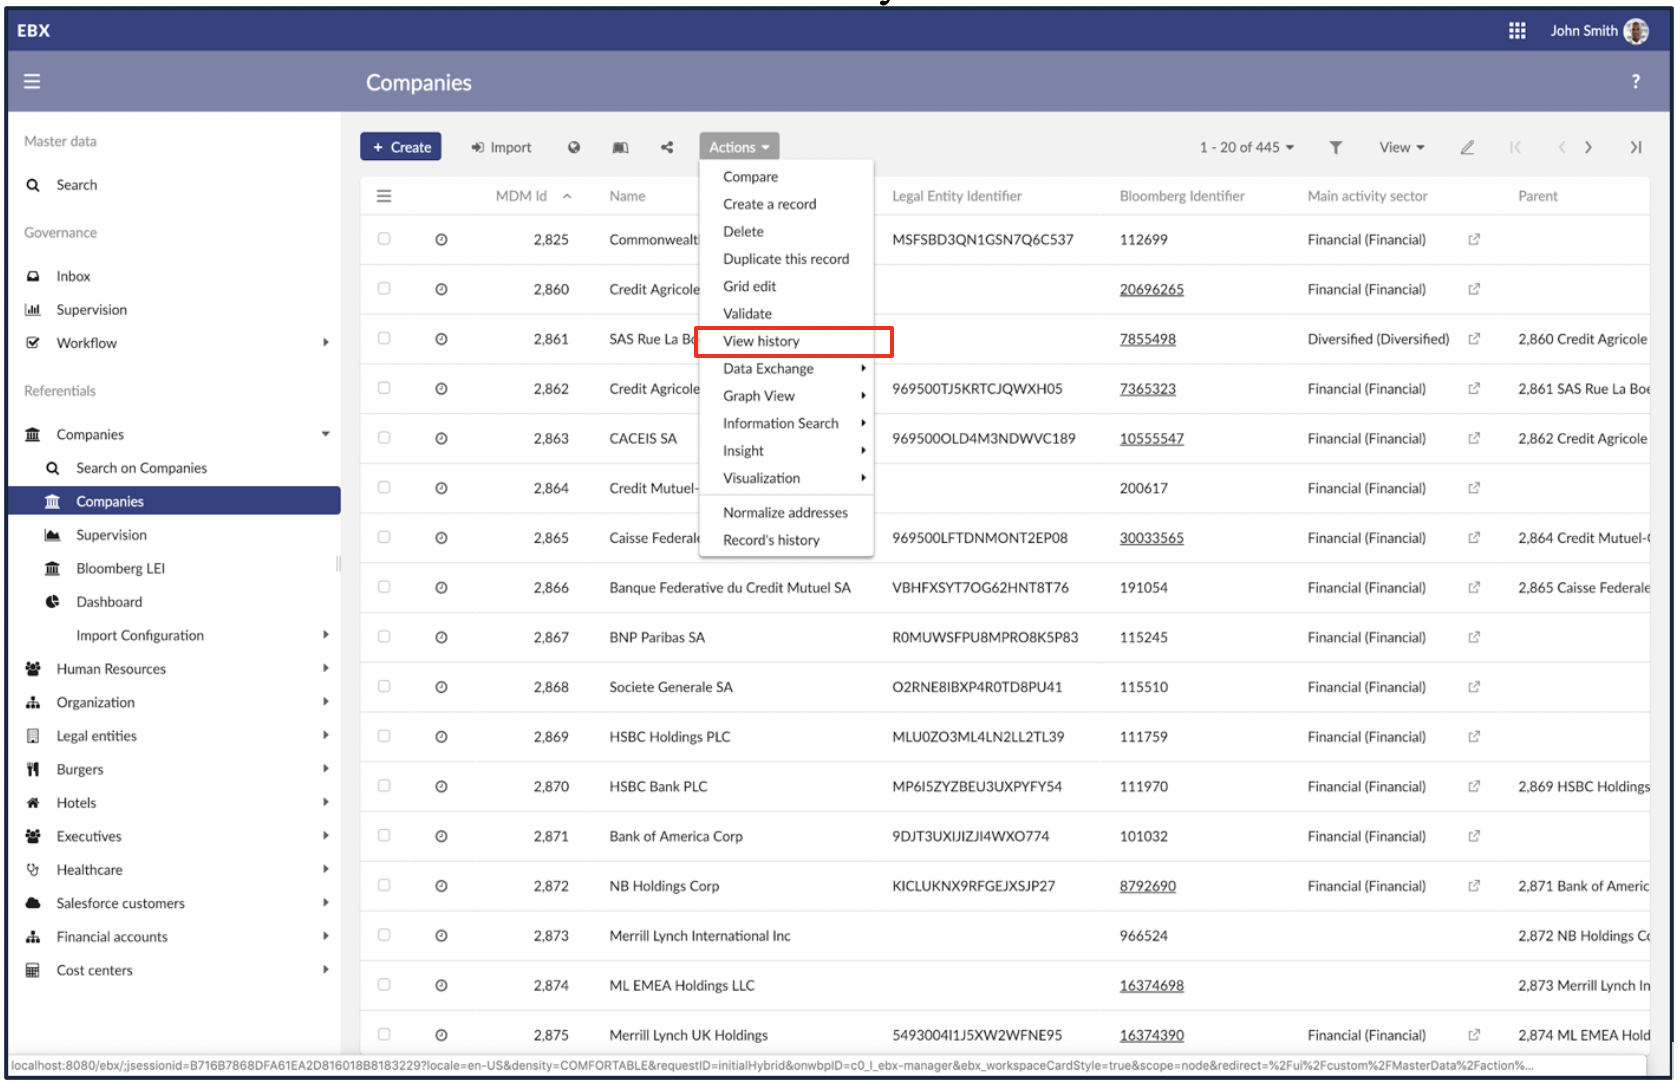 EBX
John Smith
Companies
?
Master data
Search
Governance
Inbox
Supervision
Workflow
Referentials
Companies
Search on Companies
Companies
Supervision
Bloomberg LEI
Dashboard
Import Configuration
Human Resources
Organization
Legal entities
Burgers
Hotels
Executives
Healthcare
Salesforce customers
Financial accounts
Cost centers
+ Create
Import
Actions
1 - 20 of 445
View
Compare
Create a record
Delete
Duplicate this record
Grid edit
Validate
View history
Data Exchange
Graph View
Information Search
Insight
Visualization
Normalize addresses
Record's history
MDM Id Name Legal Entity Identifier Bloomberg Identifier Main activity sector Parent
2,825 Commonwealt MSFSBD3QN1GSN7Q6C537 112699 Financial (Financial)
2,860 Credit Agricole 20696265 Financial (Financial)
2,861 SAS Rue La Bo 7855498 Diversified (Diversified) 2,860 Credit Agricole
2,862 Credit Agricole 969500TJ5KRTCJQWXH05 7365323 Financial (Financial) 2,861 SAS Rue La Boe
2,863 CACEIS SA 969500OLD4M3NDWVC189 10555547 Financial (Financial) 2,862 Credit Agricole
2,864 Credit Mutuel- 200617 Financial (Financial)
2,865 Caisse Federale 969500LFTDNMONT2EP08 30033565 Financial (Financial) 2,864 Credit Mutuel-
2,866 Banque Federative du Credit Mutuel SA VBHFXSYT7OG62HNT8T76 191054 Financial (Financial) 2,865 Caisse Federale
2,867 BNP Paribas SA R0MUWSFPU8MPRO8K5P83 115245 Financial (Financial)
2,868 Societe Generale SA O2RNE8IBXP4R0TD8PU41 115510 Financial (Financial)
2,869 HSBC Holdings PLC MLU0ZO3ML4LN2LL2TL39 111759 Financial (Financial)
2,870 HSBC Bank PLC MP6I5ZYZBEU3UXPYFY54 111970 Financial (Financial) 2,869 HSBC Holdings
2,871 Bank of America Corp 9DJT3UXIJIZJI4WXO774 101032 Financial (Financial)
2,872 NB Holdings Corp KICLUKNX9RFGEJXSJP27 8792690 Financial (Financial) 2,871 Bank of Americ
2,873 Merrill Lynch International Inc 966524 2,872 NB Holdings Co
2,874 ML EMEA Holdings LLC 16374698 2,873 Merrill Lynch In
2,875 Merrill Lynch UK Holdings 5493004I1J5XW2WFNE95 16374390 Financial (Financial) 2,874 ML EMEA Hold
localhost:8080/ebx/;jsessionid=B716B7868DFA61EA2D816018B8183229?locale=en-US&density=COMFORTABLE&requestID=initialHybrid&onwbpID=c0_l_ebx-manager&ebx_workspaceCardStyle=true&scope=node&redirect=%2Fui%2Fcustom%2FMasterData%2Faction%...